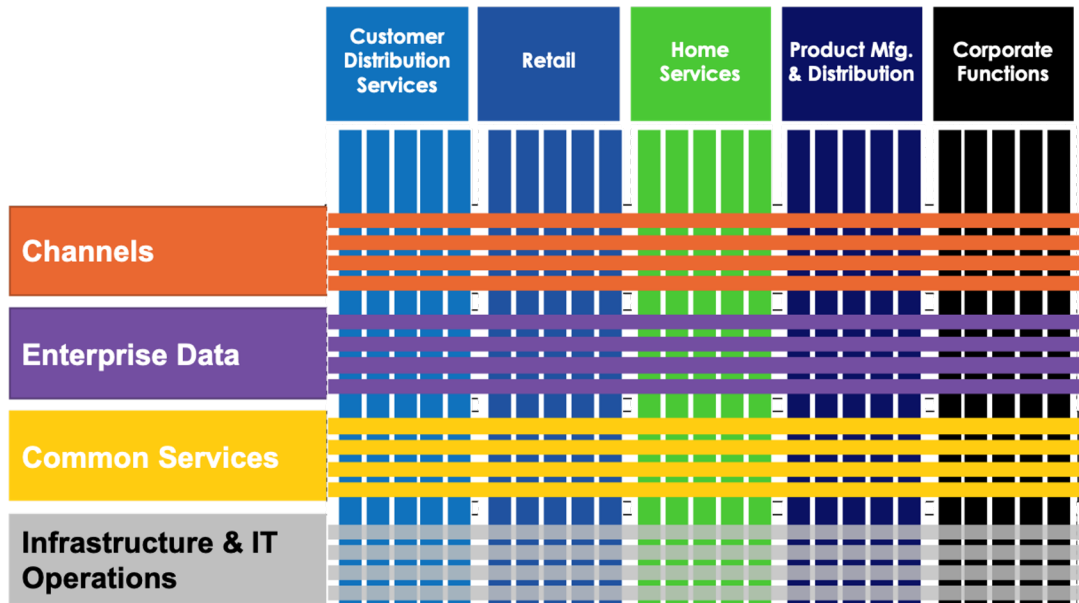 Customer
Distribution
Services
Retail
Home
Services
Product Mfg.
& Distribution
Corporate
Functions
Channels
Enterprise Data
Common Services
Infrastructure & IT
Operations